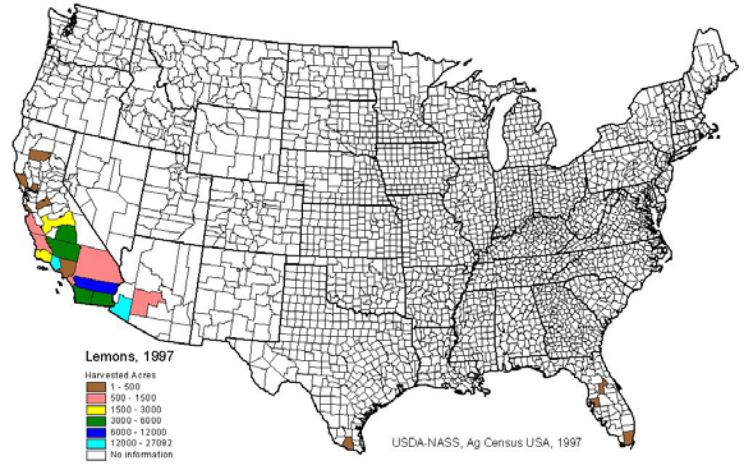 Lemons, 1997
Harvested Acres
1 - 500
500 - 1500
1500 - 3000
3000 - 6000
6000 - 12000
12000 - 27092
No information
USDA-NASS, Ag Census USA, 1997